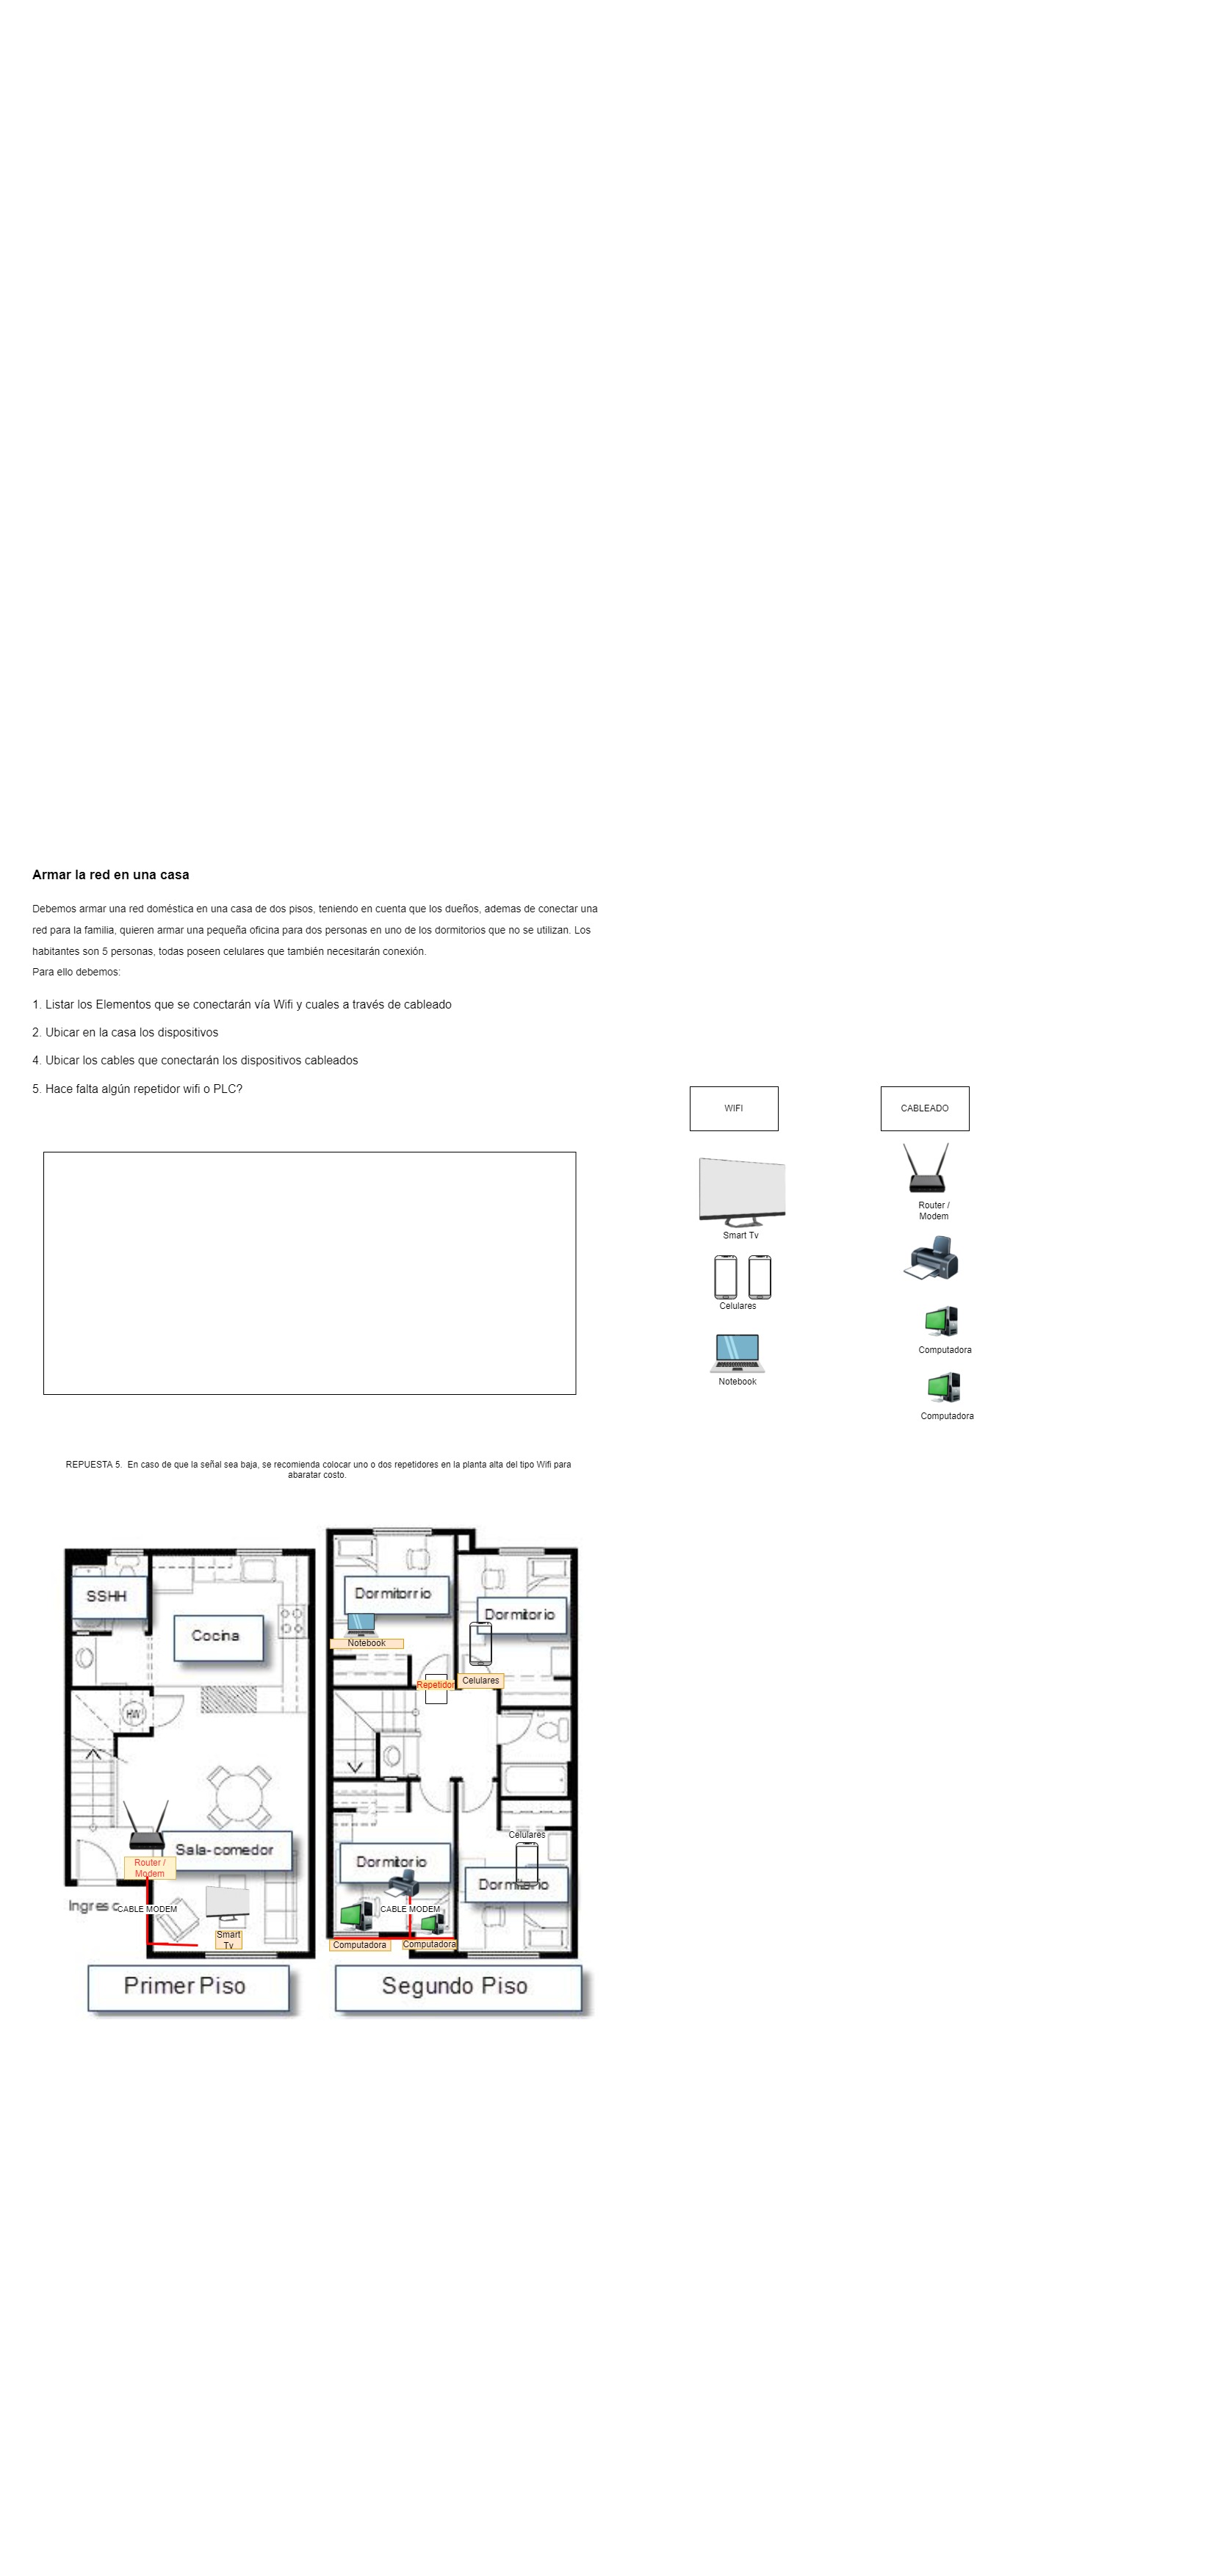 Armar la red en una casa
Debemos armar una red doméstica en una casa de dos pisos, teniendo en cuenta que los dueños, ademas de conectar una
red para la familia, quieren armar una pequeña oficina para dos personas en uno de los dormitorios que no se utilizan. Los
habitantes son 5 personas, todas poseen celulares que también necesitarán conexión.
Para ello debemos:
1. Listar los Elementos que se conectarán vía Wifi y cuales a través de cableado
2. Ubicar en la casa los dispositivos
4. Ubicar los cables que conectarán los dispositivos cableados
5. Hace falta algún repetidor wifi o PLC?
WIFI
CABLEADO
Smart Tv
Celulares
Notebook
Router /
Modem
Computadora
Computadora
REPUESTA 5. En caso de que la señal sea baja, se recomienda colocar uno o dos repetidores en la planta alta del tipo Wifi para
abaratar costo.
SSHH
Cocina
HW
Sala-comedor
Router /
Modem
Ingreso
CABLE MODEM
Smart
Tv
Primer Piso
Dormitorrio
Dormitorio
Notebook
Repetidor
Celulares
Celulares
Dormitorio
Dormitorio
CABLE MODEM
Computadora
Computadora
Segundo Piso